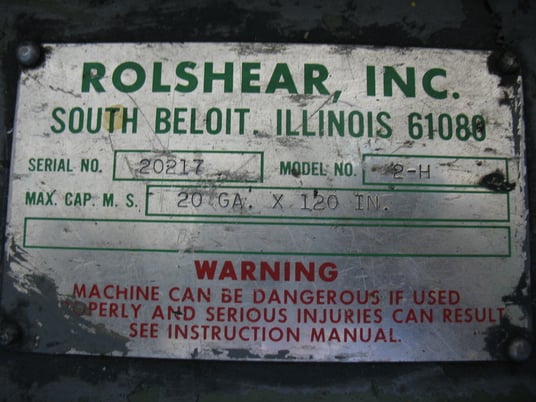 ROLSHEAR, INC.
SOUTH BELOIT, ILLINOIS 61080
SERIAL NO. 20217 MODEL NO. 2-H
MAX. CAP. M. S. 20 GA. X 120 IN.
WARNING
MACHINE CAN BE DANGEROUS IF USED
AND SERIOUS INJURIES CAN RESULT
SEE INSTRUCTION MANUAL.